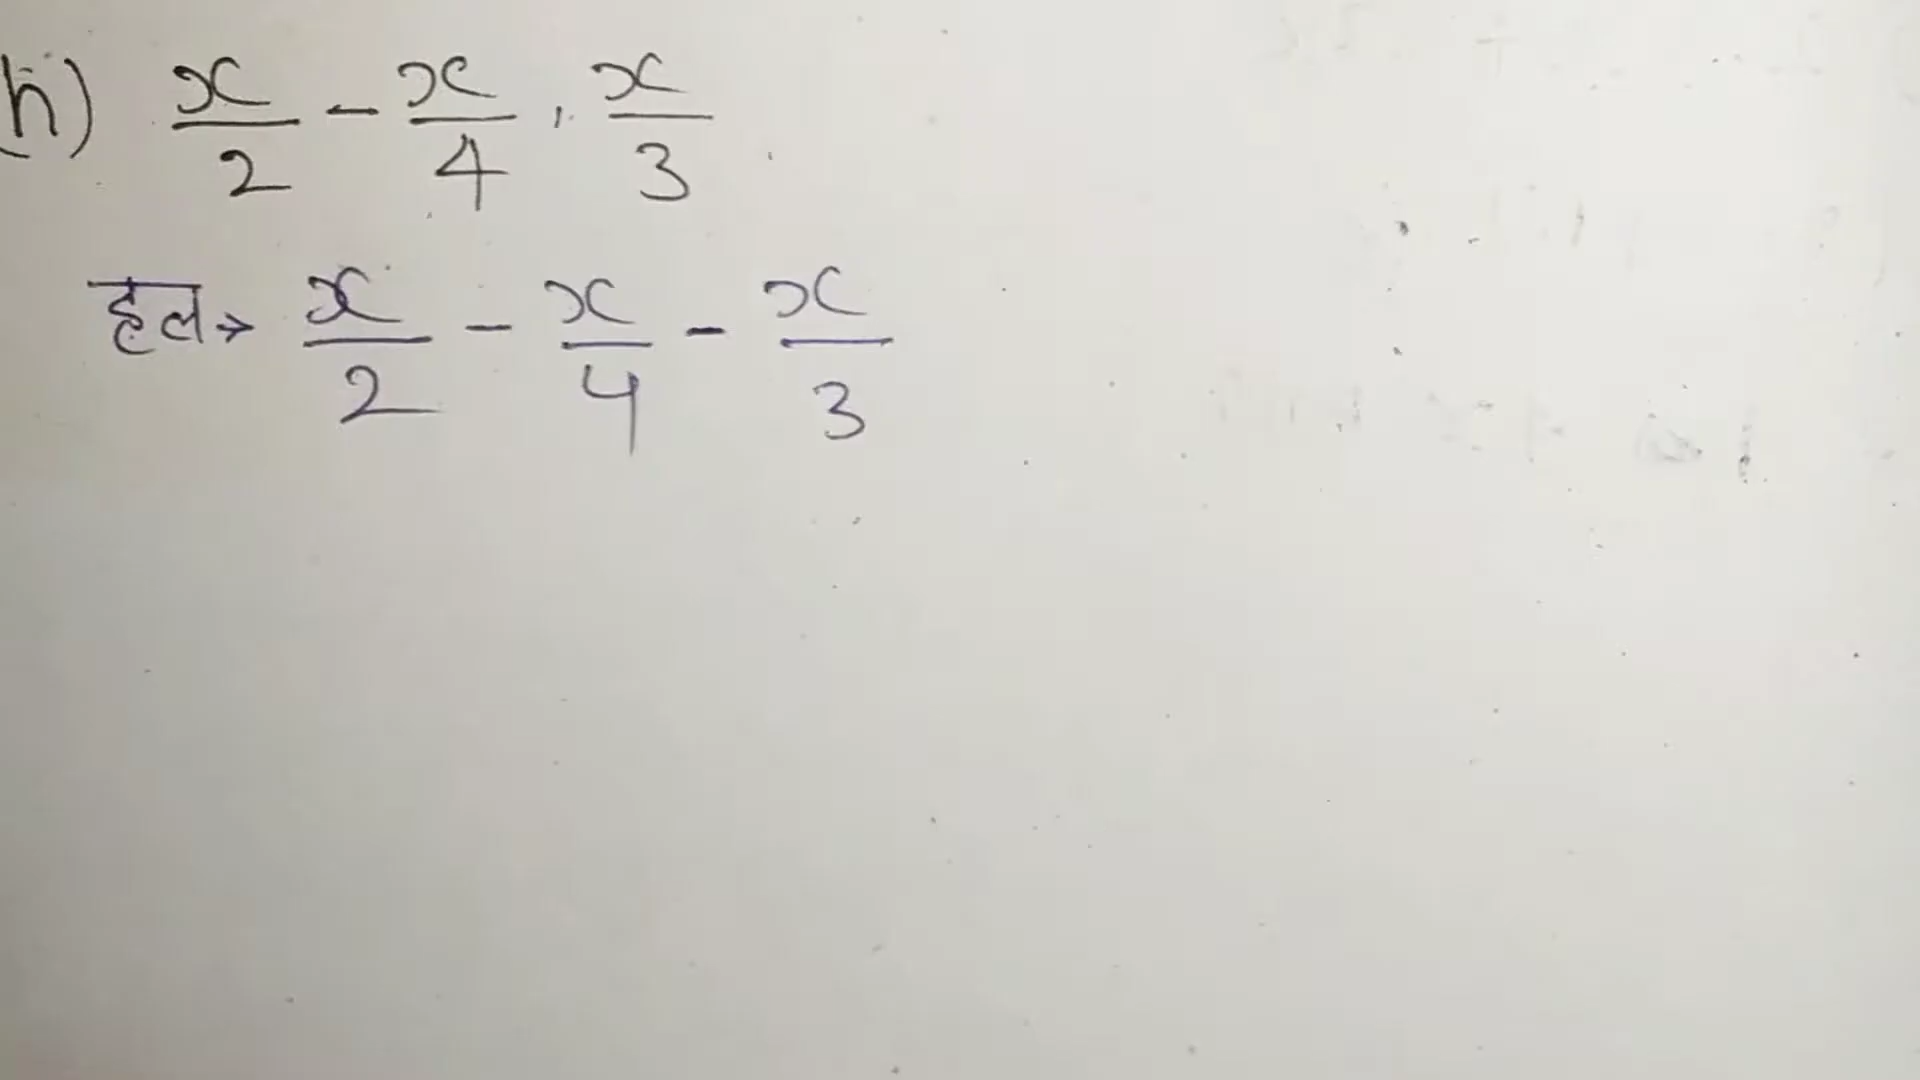 (h) x/2 - x/4 . x/3
हल→ x/2 - x/4 - x/3